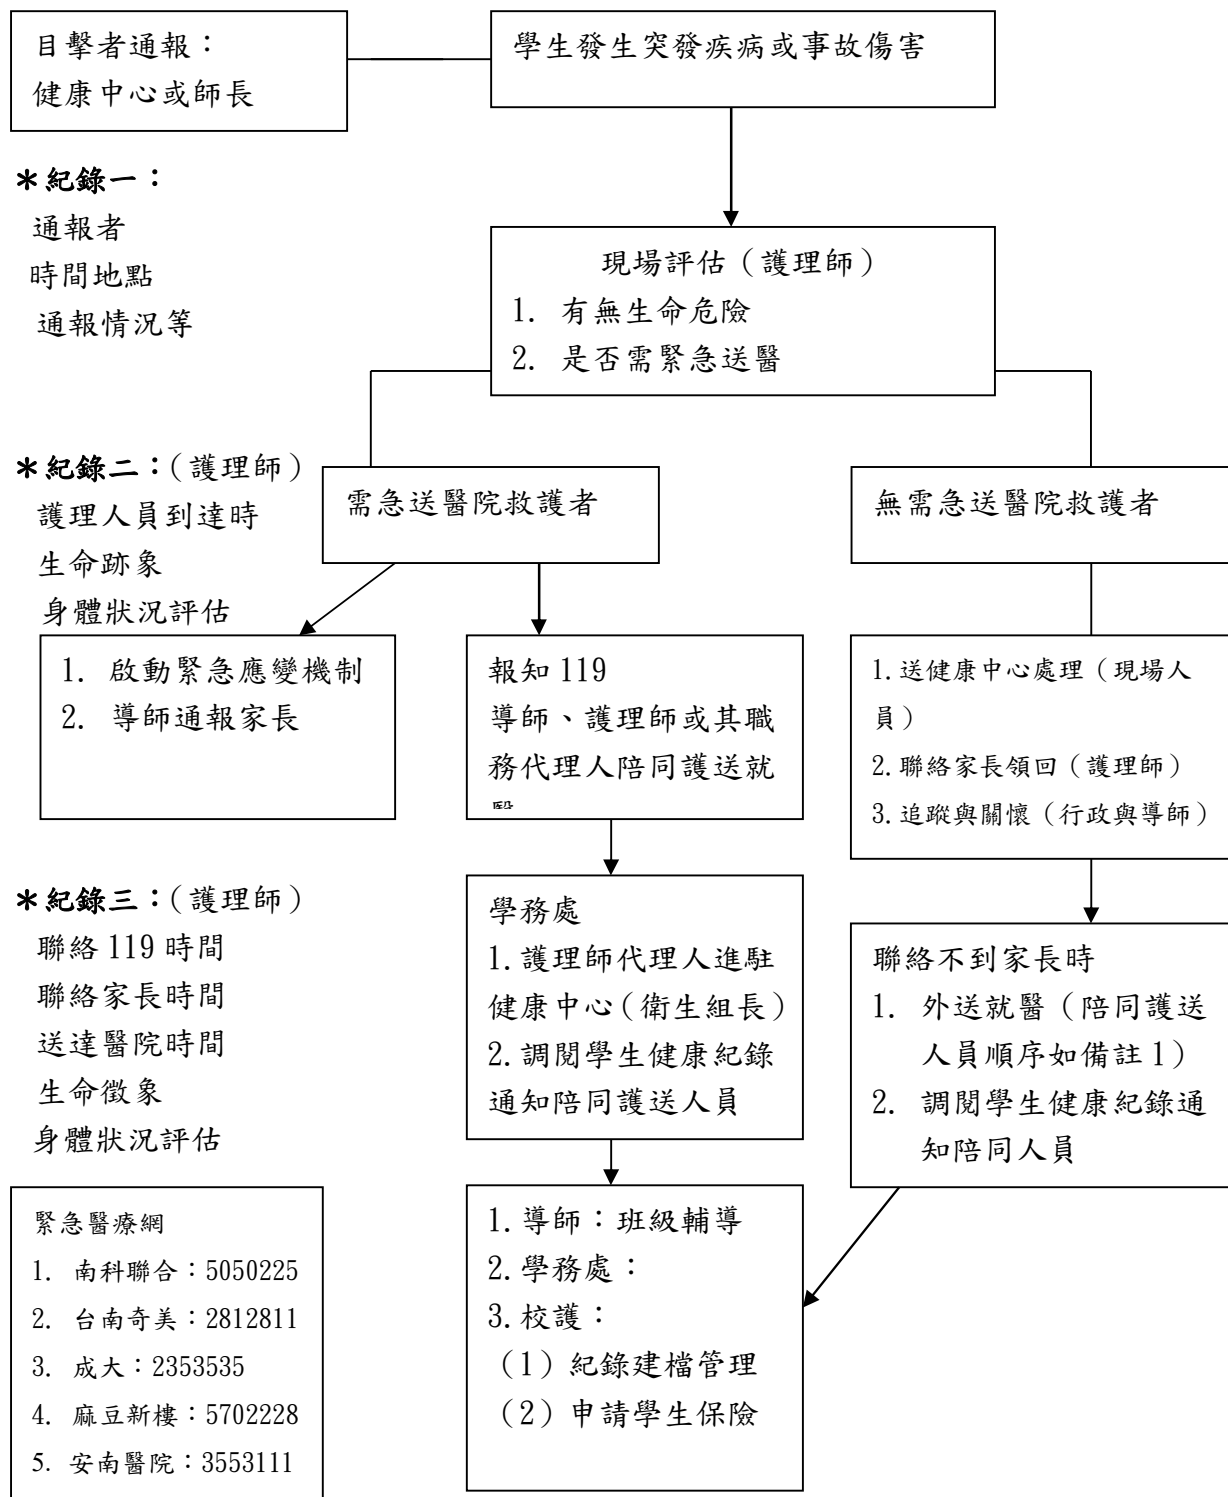 目擊者通報：
健康中心或師長
學生發生突發疾病或事故傷害
＊紀錄一：
通報者
時間地點
通報情況等
現場評估（護理師）
1. 有無生命危險
2. 是否需緊急送醫
＊紀錄二：（護理師）
護理人員到達時
生命跡象
身體狀況評估
需急送醫院救護者
無需急送醫院救護者
1. 啟動緊急應變機制
2. 導師通報家長
報知 119
導師、護理師或其職
務代理人陪同護送就
1.送健康中心處理（現場人
員）
2.聯絡家長領回（護理師）
3.追蹤與關懷（行政與導師）
＊紀錄三：（護理師）
聯絡 119 時間
聯絡家長時間
送達醫院時間
生命徵象
身體狀況評估
學務處
1.護理師代理人進駐
健康中心（衛生組長）
2.調閱學生健康紀錄
通知陪同護送人員
聯絡不到家長時
1. 外送就醫（陪同護送
人員順序如備註 1）
2. 調閱學生健康紀錄通
知陪同人員
緊急醫療網
1. 南科聯合：5050225
2. 台南奇美：2812811
3. 成大：2353535
4. 麻豆新樓：5702228
5. 安南醫院：3553111
1.導師：班級輔導
2.學務處：
3.校護：
（1）紀錄建檔管理
（2）申請學生保險